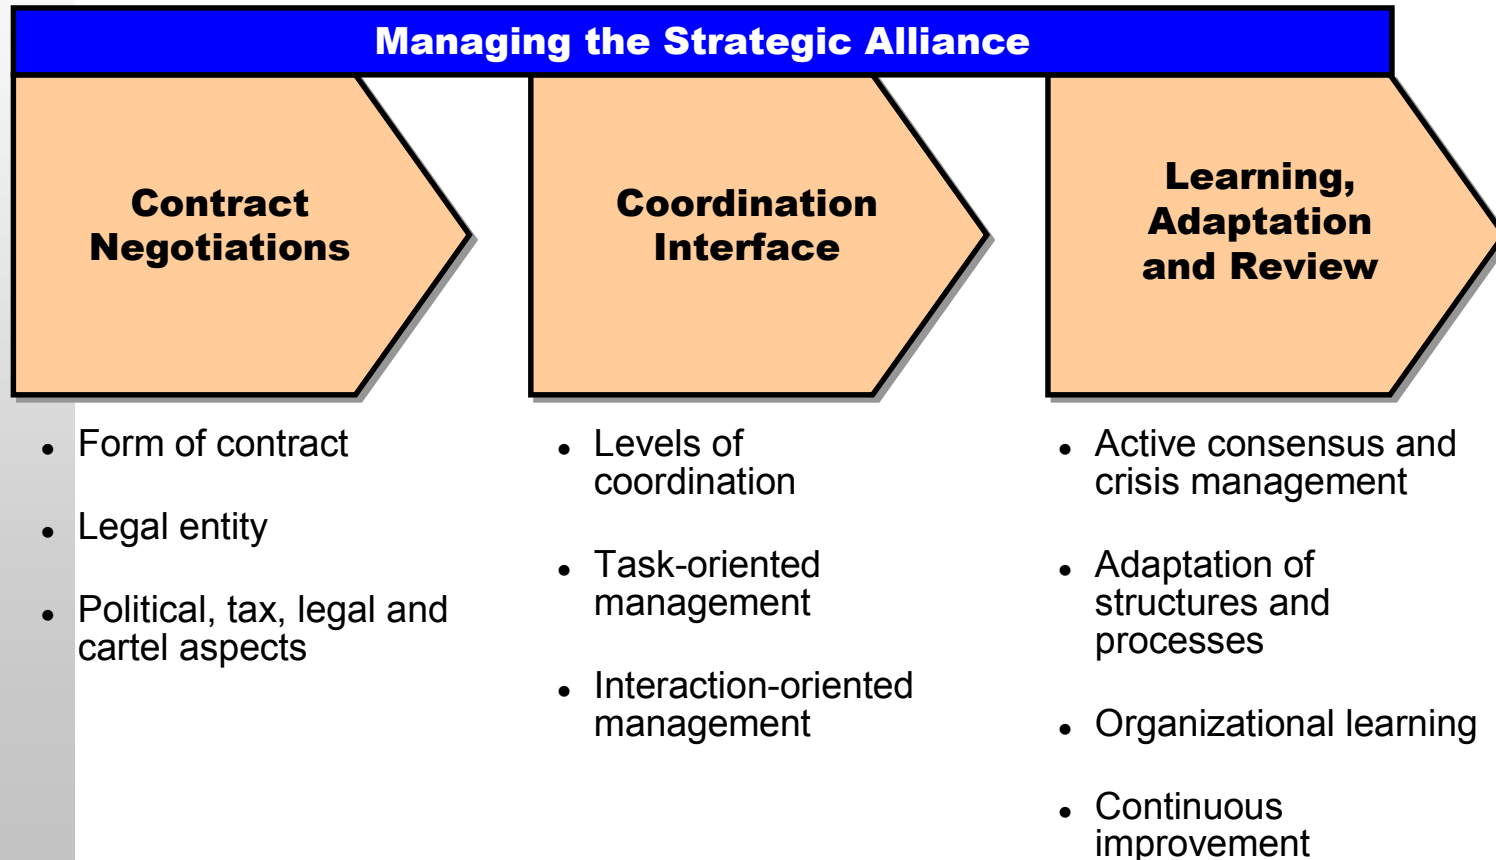 Managing the Strategic Alliance
Contract
Negotiations
Coordination
Interface
Learning,
Adaptation
and Review
• Form of contract
• Legal entity
• Political, tax, legal and
cartel aspects
• Levels of
coordination
• Task-oriented
management
• Interaction-oriented
management
• Active consensus and
crisis management
• Adaptation of
structures and
processes
• Organizational learning
• Continuous
improvement